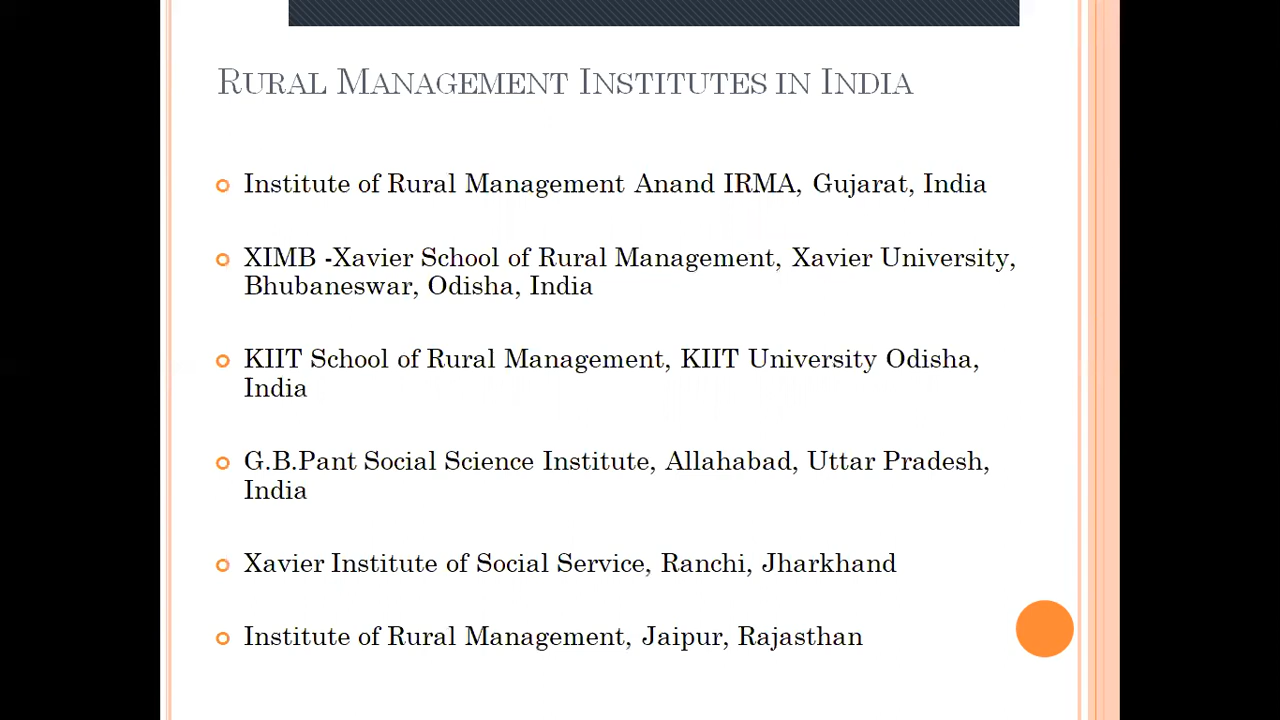 Rural Management Institutes in India
Institute of Rural Management Anand IRMA, Gujarat, India
XIMB -Xavier School of Rural Management, Xavier University,
Bhubaneswar, Odisha, India
KIIT School of Rural Management, KIIT University Odisha,
India
G.B.Pant Social Science Institute, Allahabad, Uttar Pradesh,
India
Xavier Institute of Social Service, Ranchi, Jharkhand
Institute of Rural Management, Jaipur, Rajasthan